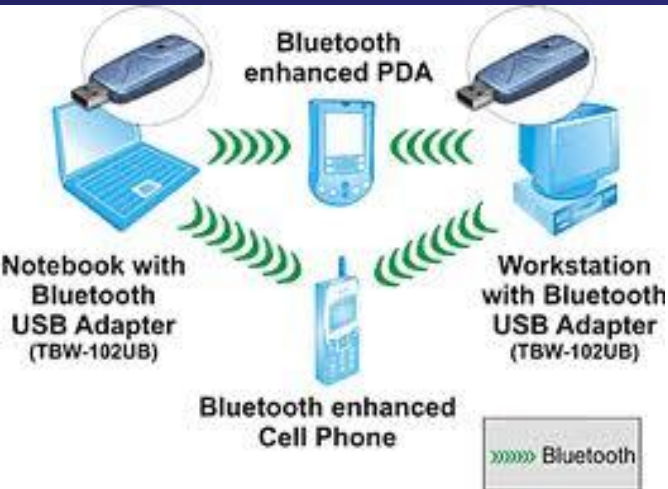 Bluetooth
enhanced PDA
Notebook with
Bluetooth
USB Adapter
(TBW-102UB)
Workstation
with Bluetooth
USB Adapter
(TBW-102UB)
Bluetooth enhanced
Cell Phone
Bluetooth